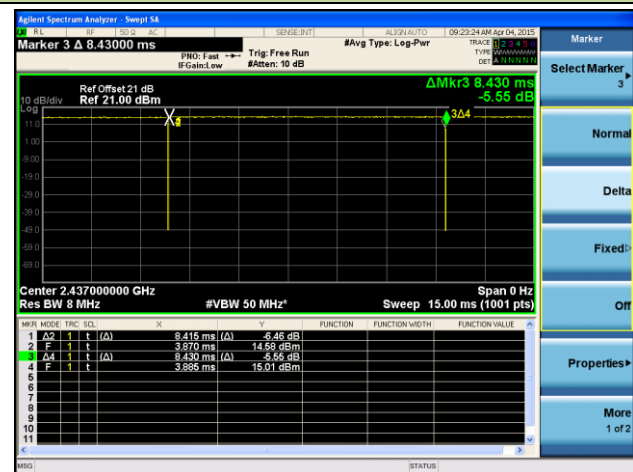 Agilent Spectrum Analyzer - Swept SA
RL RF 50 Ω AC SENSE:INT ALIGN AUTO 09:23:24 AM Apr 04, 2015
Marker 3 Δ 8.43000 ms
PNO: Fast
IFGain:Low
Trig: Free Run
#Atten: 10 dB
#Avg Type: Log-Pwr
TRACE 1 2 3 4 5 6
TYPE
DET A N N N N N
Ref Offset 21 dB
10 dB/div Ref 21.00 dBm
Log
ΔMkr3 8.430 ms
-5.55 dB
11.0
1.00
-9.00
-19.0
-29.0
-39.0
-49.0
-59.0
-69.0
3Δ4
Center 2.437000000 GHz
Span 0 Hz
Res BW 8 MHz #VBW 50 MHz* Sweep 15.00 ms (1001 pts)
MKR MODE TRC SCL X Y FUNCTION FUNCTION WIDTH FUNCTION VALUE
1 Δ2 1 t (Δ) 8.415 ms (Δ) -6.46 dB
2 F 1 t 3.870 ms 14.58 dBm
3 Δ4 1 t (Δ) 8.430 ms (Δ) -5.55 dB
4 F 1 t 3.885 ms 15.01 dBm
5
6
7
8
9
10
11
MSG STATUS
Marker
Select Marker
3
Normal
Delta
Fixed
Off
Properties
More
1 of 2